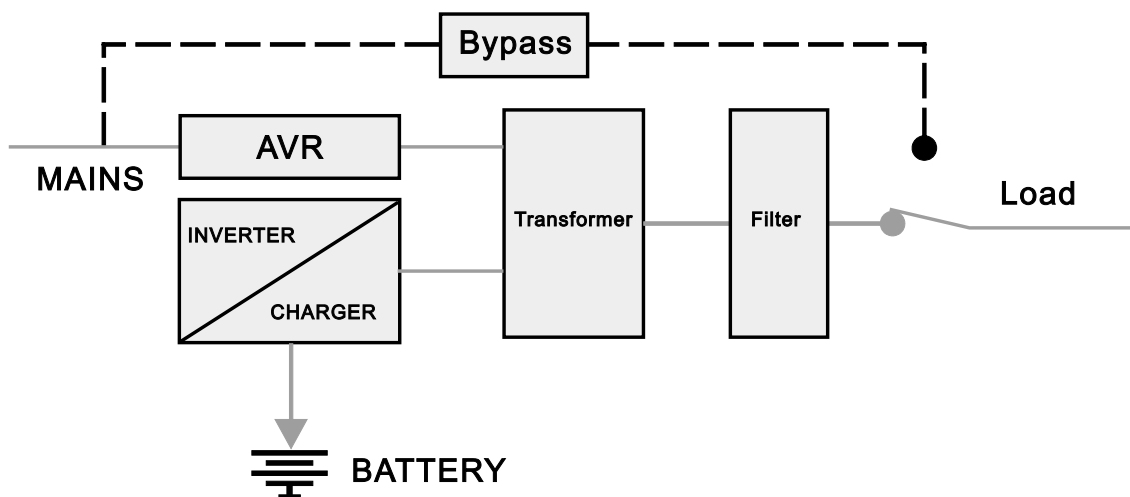 Bypass
AVR
MAINS
Load
INVERTER
Transformer
Filter
CHARGER
BATTERY